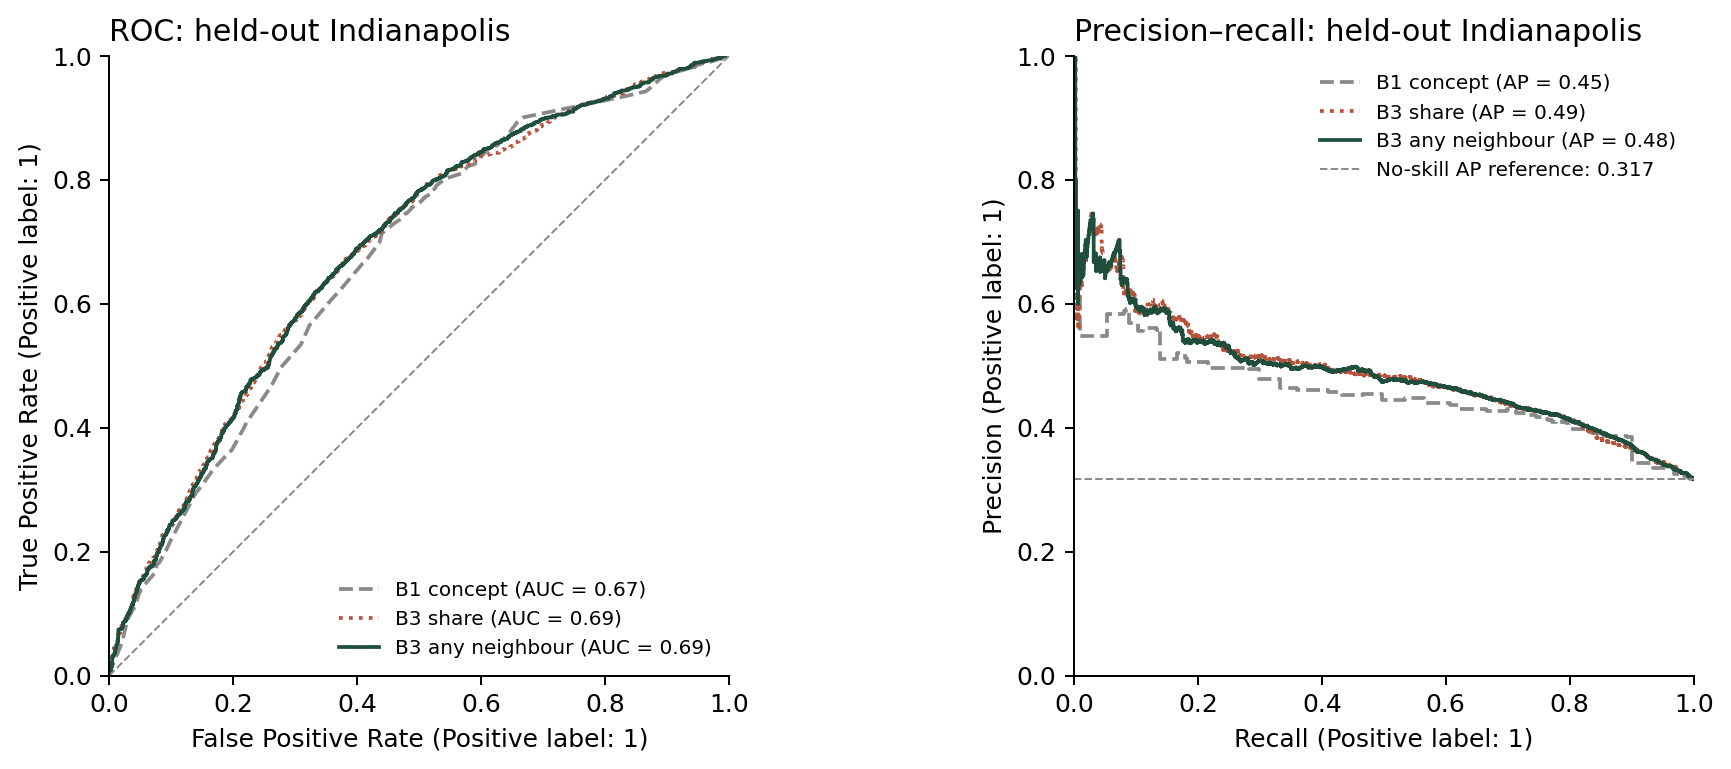 ROC: held-out Indianapolis
1.0
0.8
0.6
0.4
0.2
0.0
True Positive Rate (Positive label: 1)
B1 concept (AUC = 0.67)
B3 share (AUC = 0.69)
B3 any neighbour (AUC = 0.69)
0.0 0.2 0.4 0.6 0.8 1.0
False Positive Rate (Positive label: 1)
Precision–recall: held-out Indianapolis
1.0
0.8
0.6
0.4
0.2
0.0
Precision (Positive label: 1)
B1 concept (AP = 0.45)
B3 share (AP = 0.49)
B3 any neighbour (AP = 0.48)
No-skill AP reference: 0.317
0.0 0.2 0.4 0.6 0.8 1.0
Recall (Positive label: 1)